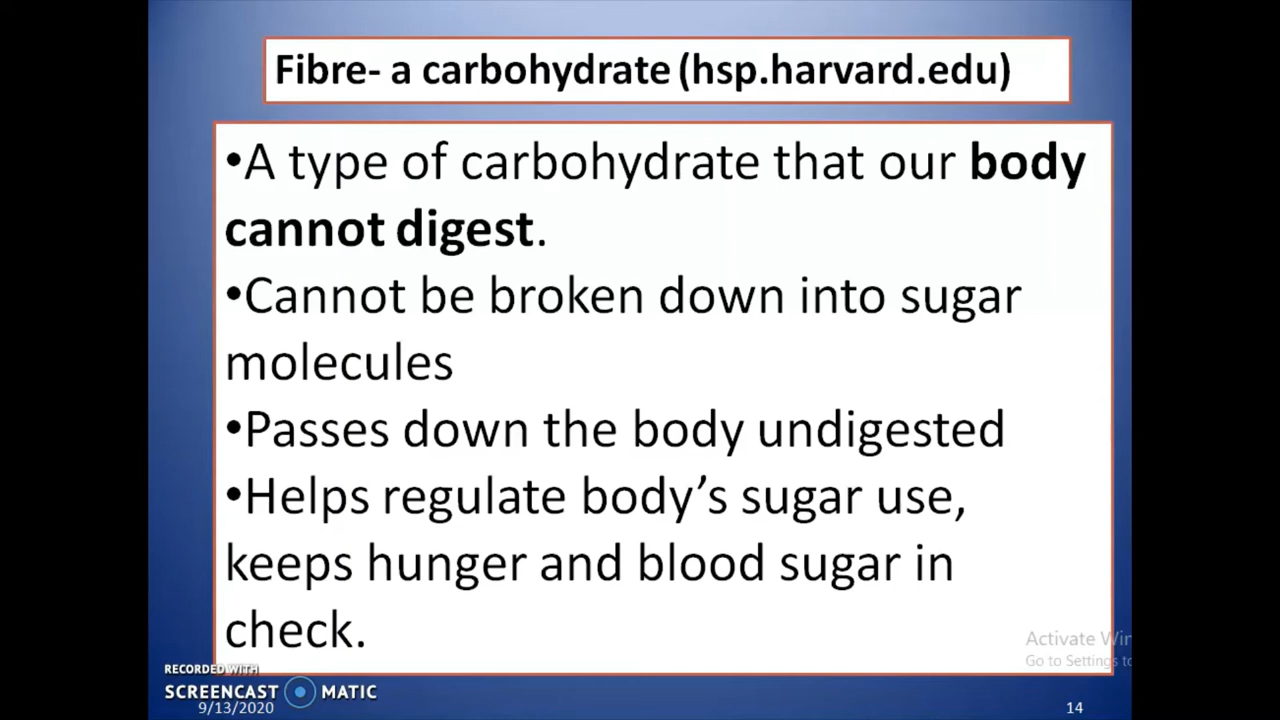 Fibre- a carbohydrate (hsp.harvard.edu)
•A type of carbohydrate that our body
cannot digest.
•Cannot be broken down into sugar
molecules
•Passes down the body undigested
•Helps regulate body’s sugar use,
keeps hunger and blood sugar in
check.
Activate Win
Go to Settings to
RECORDED WITH
SCREENCAST MATIC
9/13/2020
14